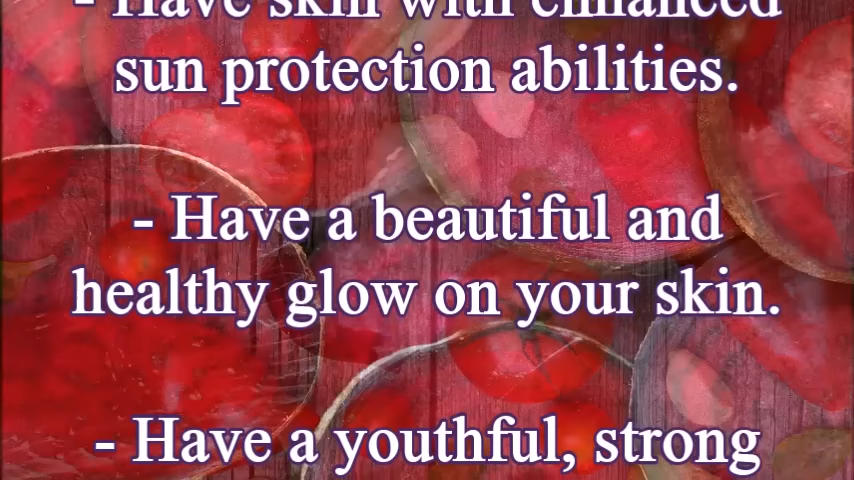 - Have skin with enhanced
sun protection abilities.
- Have a beautiful and
healthy glow on your skin.
- Have a youthful, strong